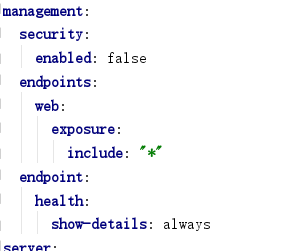 management:
  security:
    enabled: false
  endpoints:
    web:
      exposure:
        include: "*"
  endpoint:
    health:
      show-details: always
server: